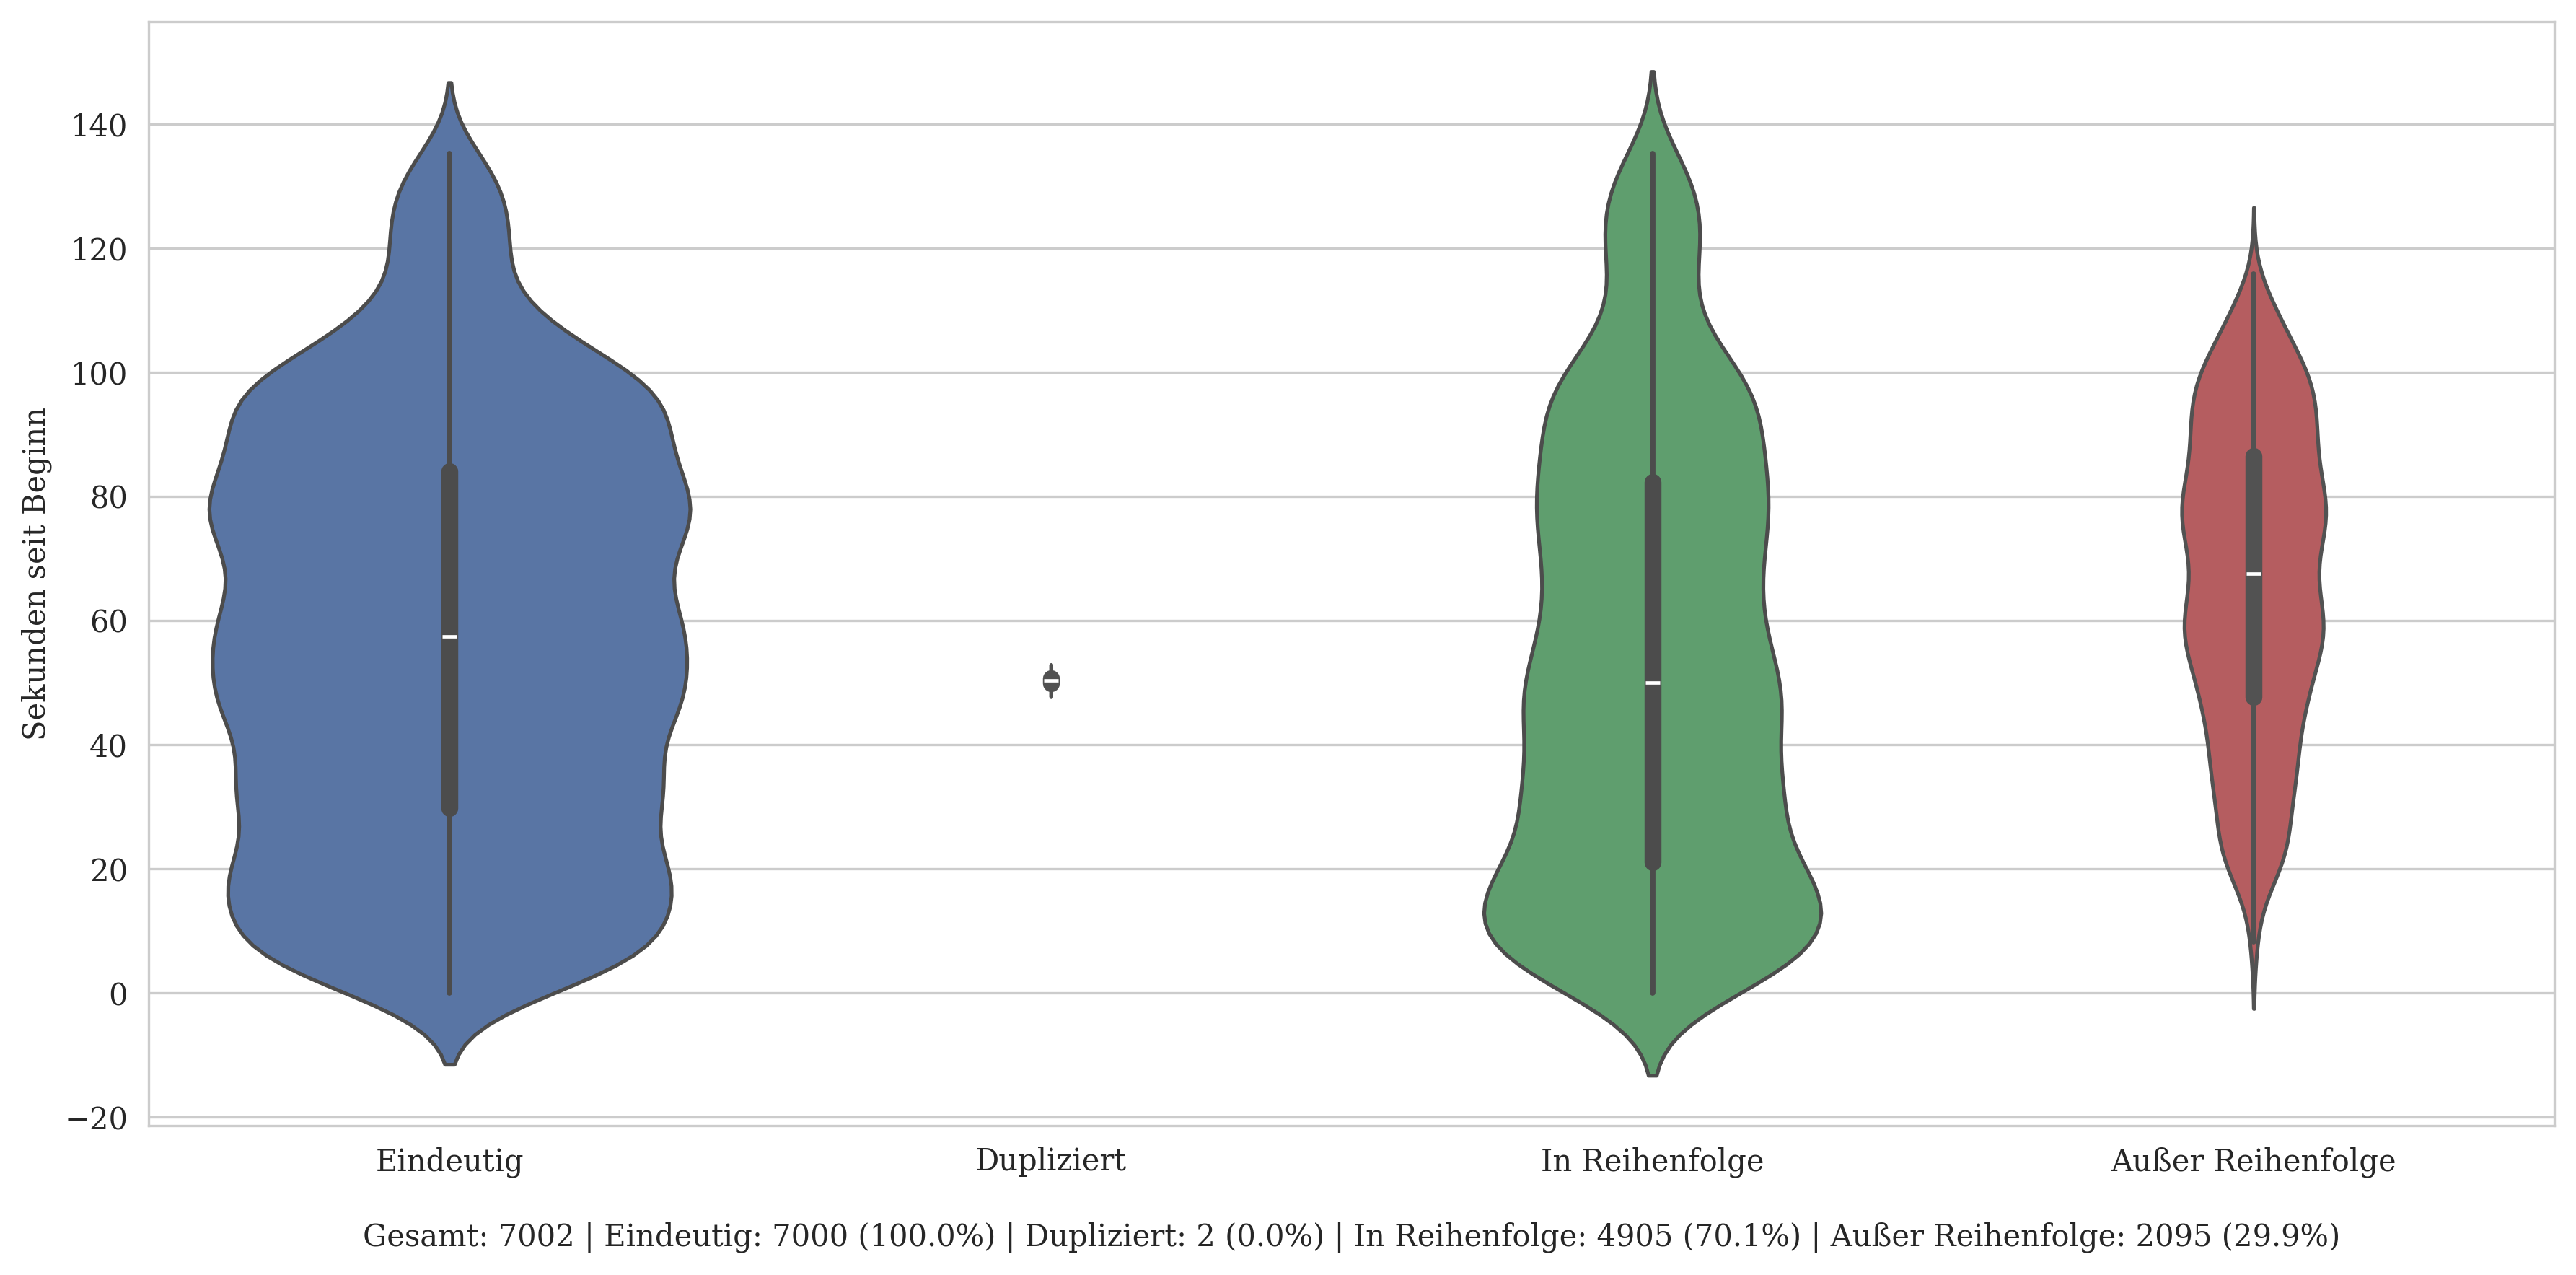 Sekunden seit Beginn
140
120
100
80
60
40
20
0
−20
Eindeutig
Dupliziert
In Reihenfolge
Außer Reihenfolge
Gesamt: 7002 | Eindeutig: 7000 (100.0%) | Dupliziert: 2 (0.0%) | In Reihenfolge: 4905 (70.1%) | Außer Reihenfolge: 2095 (29.9%)